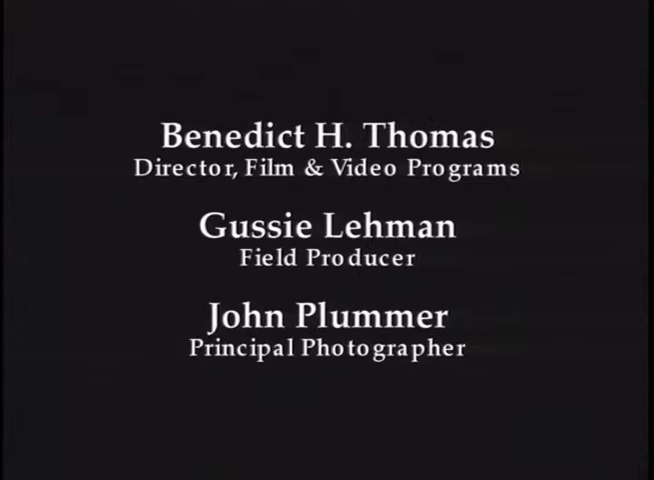 Benedict H. Thomas
Director, Film & Video Programs
Gussie Lehman
Field Producer
John Plummer
Principal Photographer